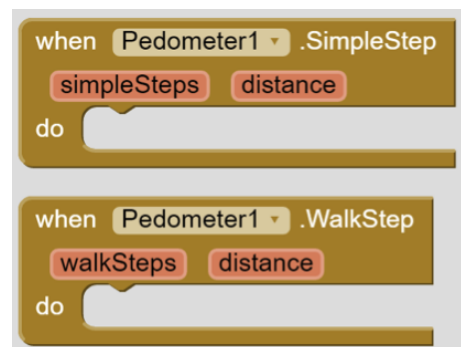 when Pedometer1 .SimpleStep
simpleSteps distance
do
when Pedometer1 .WalkStep
walkSteps distance
do